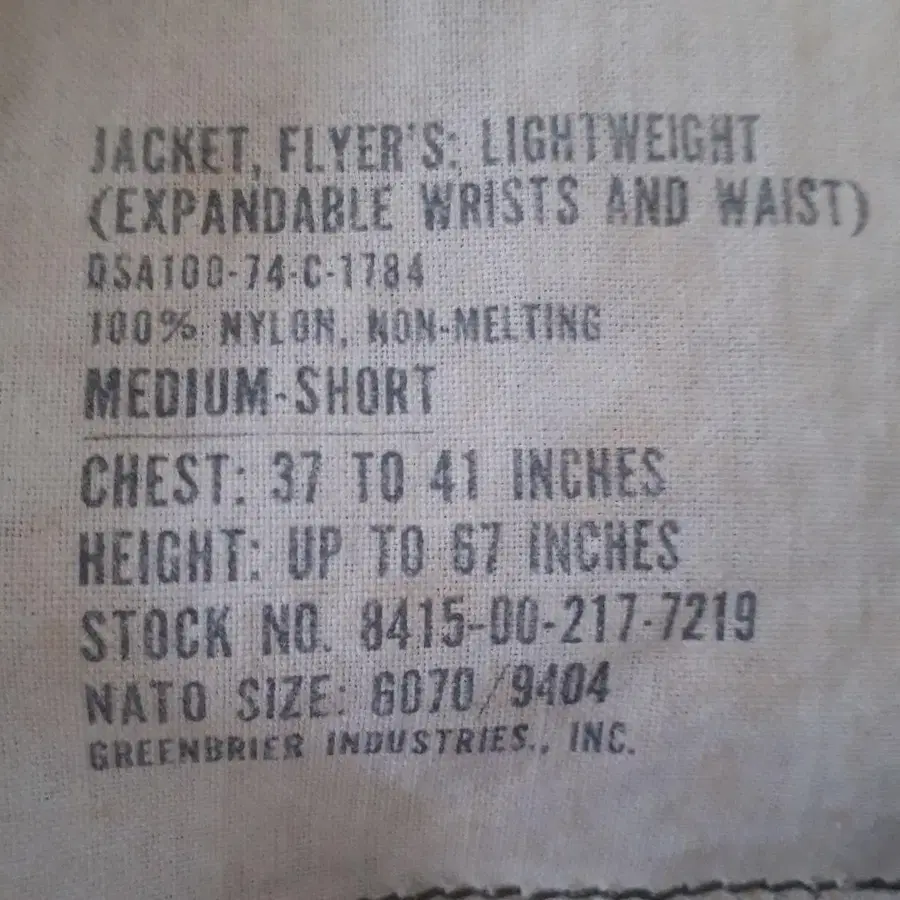 JACKET, FLYER'S: LIGHTWEIGHT
(EXPANDABLE WRISTS AND WAIST)
DSA100-74-C-1784
100% NYLON, NON-MELTING
MEDIUM-SHORT
CHEST: 37 TO 41 INCHES
HEIGHT: UP TO 67 INCHES
STOCK NO. 8415-00-217-7219
NATO SIZE: 6070/9404
GREENBRIER INDUSTRIES., INC.